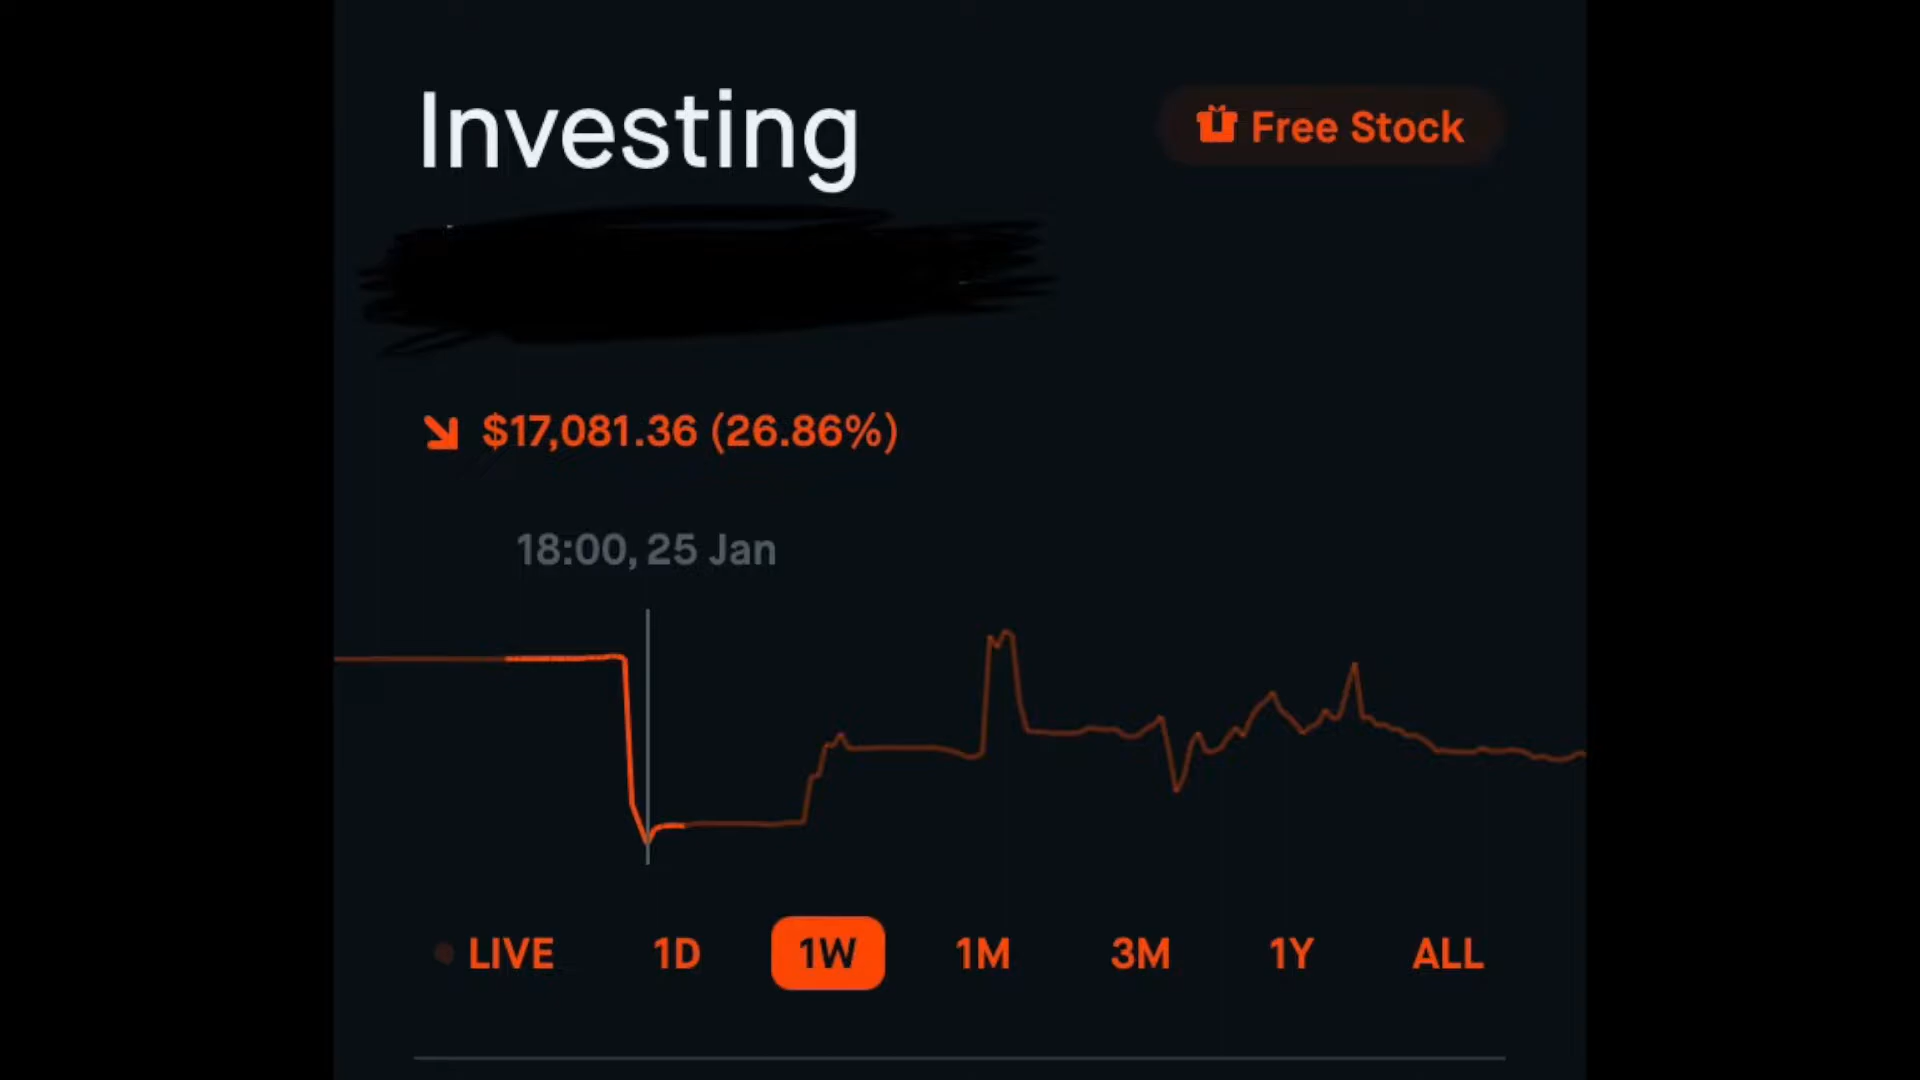 Investing
Free Stock
$17,081.36 (26.86%)
18:00, 25 Jan
LIVE 1D 1W 1M 3M 1Y ALL